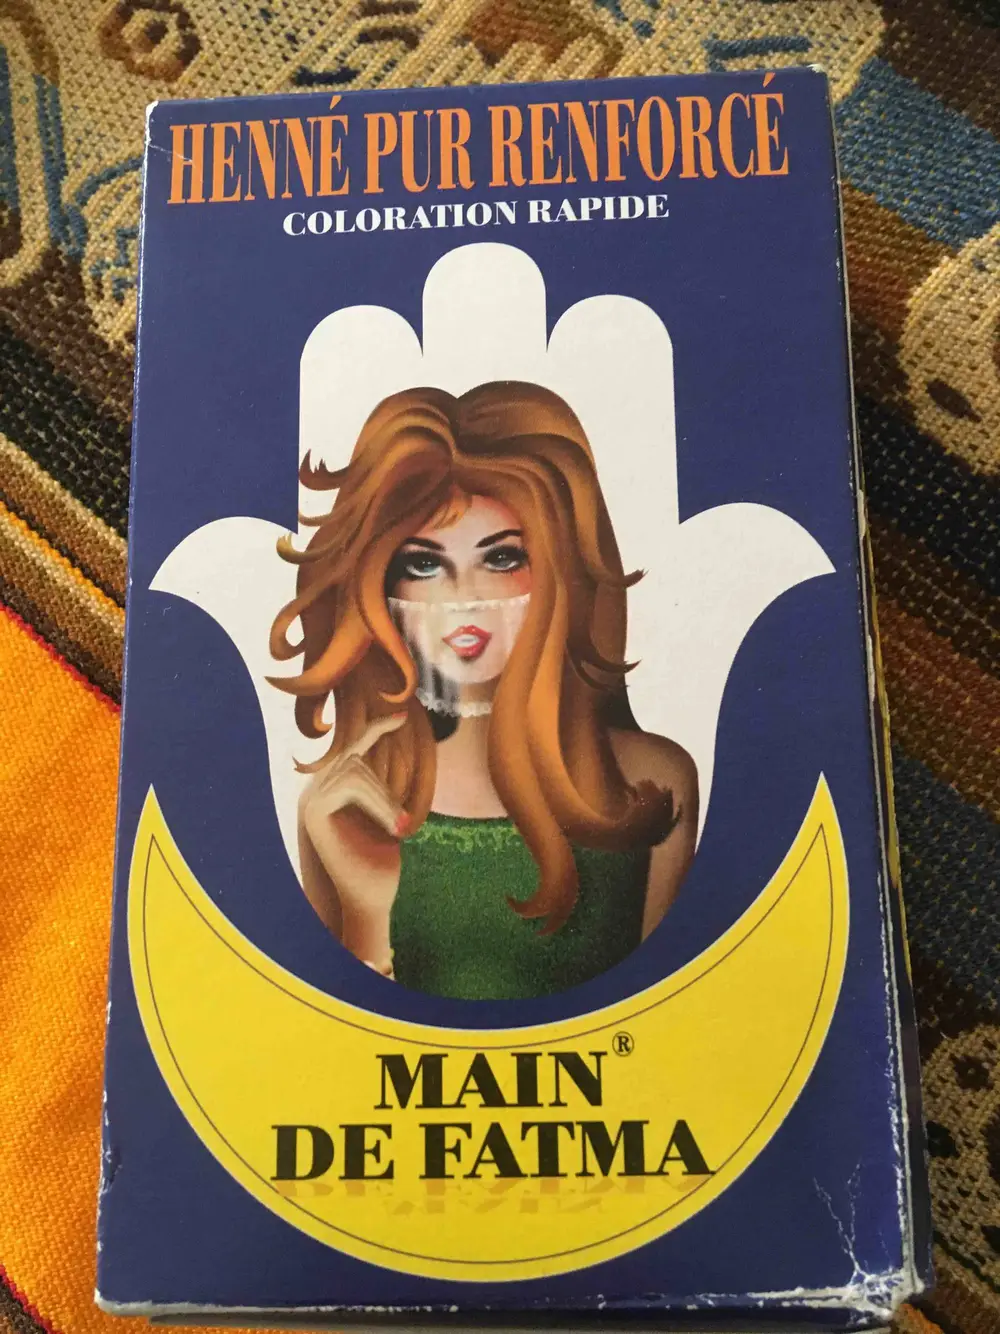 HENNÉ PUR RENFORCÉ
COLORATION RAPIDE
MAIN®
DE FATMA